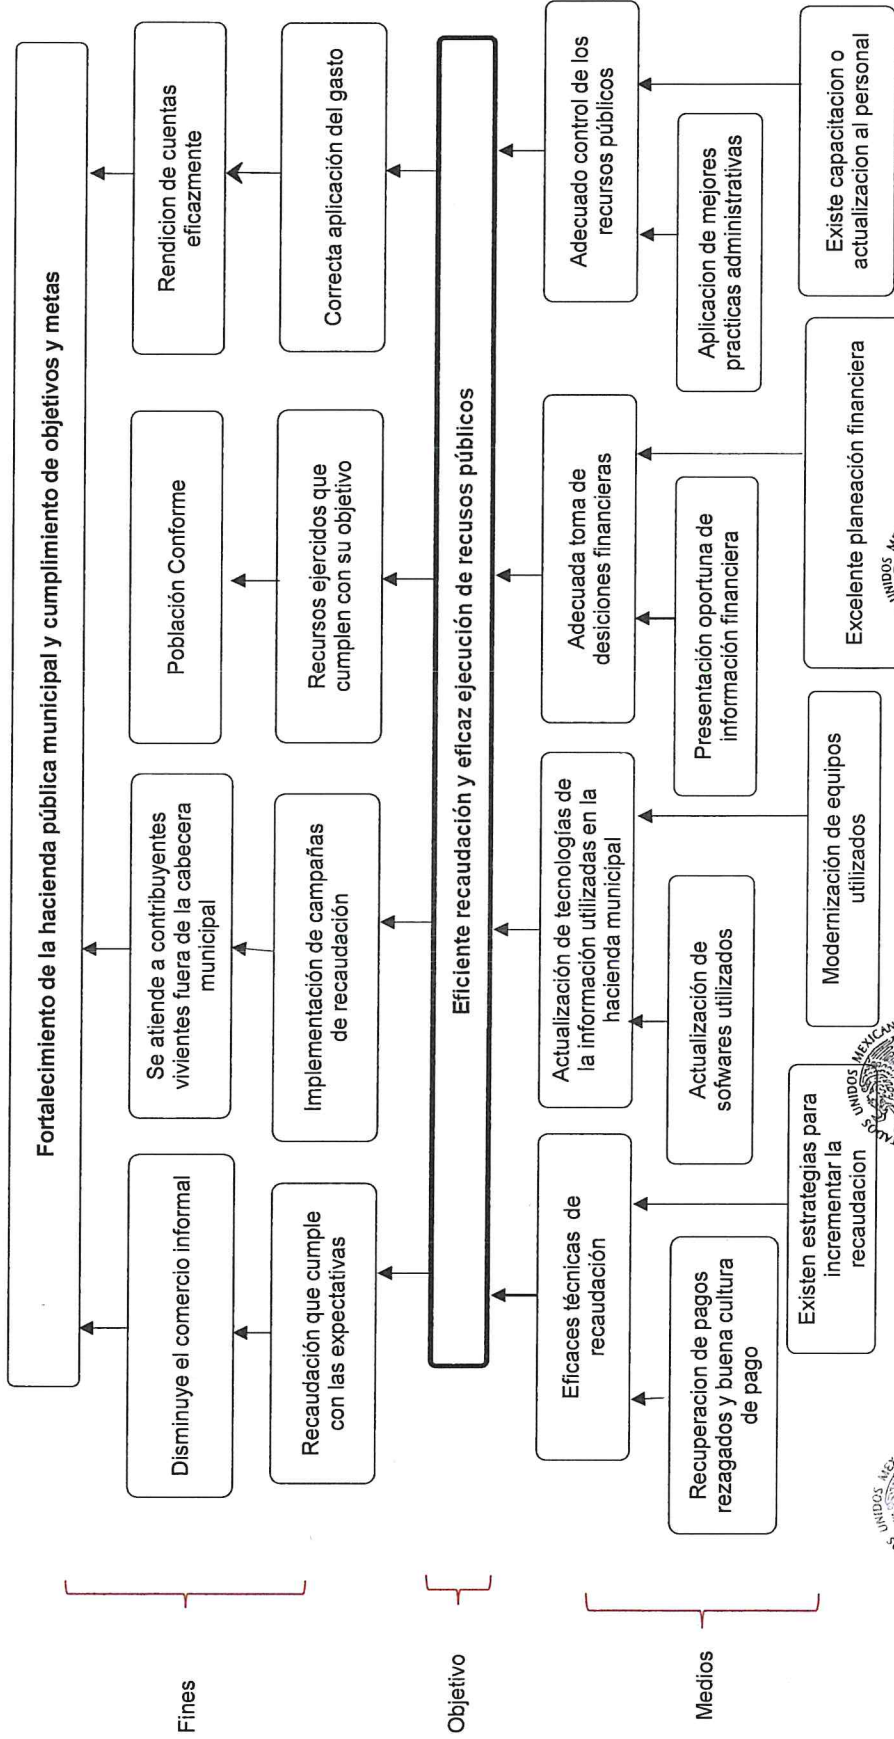 Fines
Fortalecimiento de la hacienda pública municipal y cumplimiento de objetivos y metas
Disminuye el comercio informal
Se atiende a contribuyentes
vivientes fuera de la cabecera
municipal
Población Conforme
Rendicion de cuentas
eficazmente
Recaudación que cumple
con las expectativas
Implementación de campañas
de recaudación
Recursos ejercidos que
cumplen con su objetivo
Correcta aplicación del gasto
Objetivo
Eficiente recaudación y eficaz ejecución de recusos públicos
Medios
Eficaces técnicas de
recaudación
Actualización de tecnologías de
la información utilizadas en la
hacienda municipal
Adecuada toma de
desiciones financieras
Adecuado control de los
recursos públicos
Recuperacion de pagos
rezagados y buena cultura
de pago
Actualización de
sofwares utilizados
Presentación oportuna de
información financiera
Aplicacion de mejores
practicas administrativas
Existen estrategias para
incrementar la
recaudacion
Modernización de equipos
utilizados
Excelente planeación financiera
Existe capacitacion o
actualizacion al personal
UNIDOS
UNIDOS MEXICAN
UNIDOS